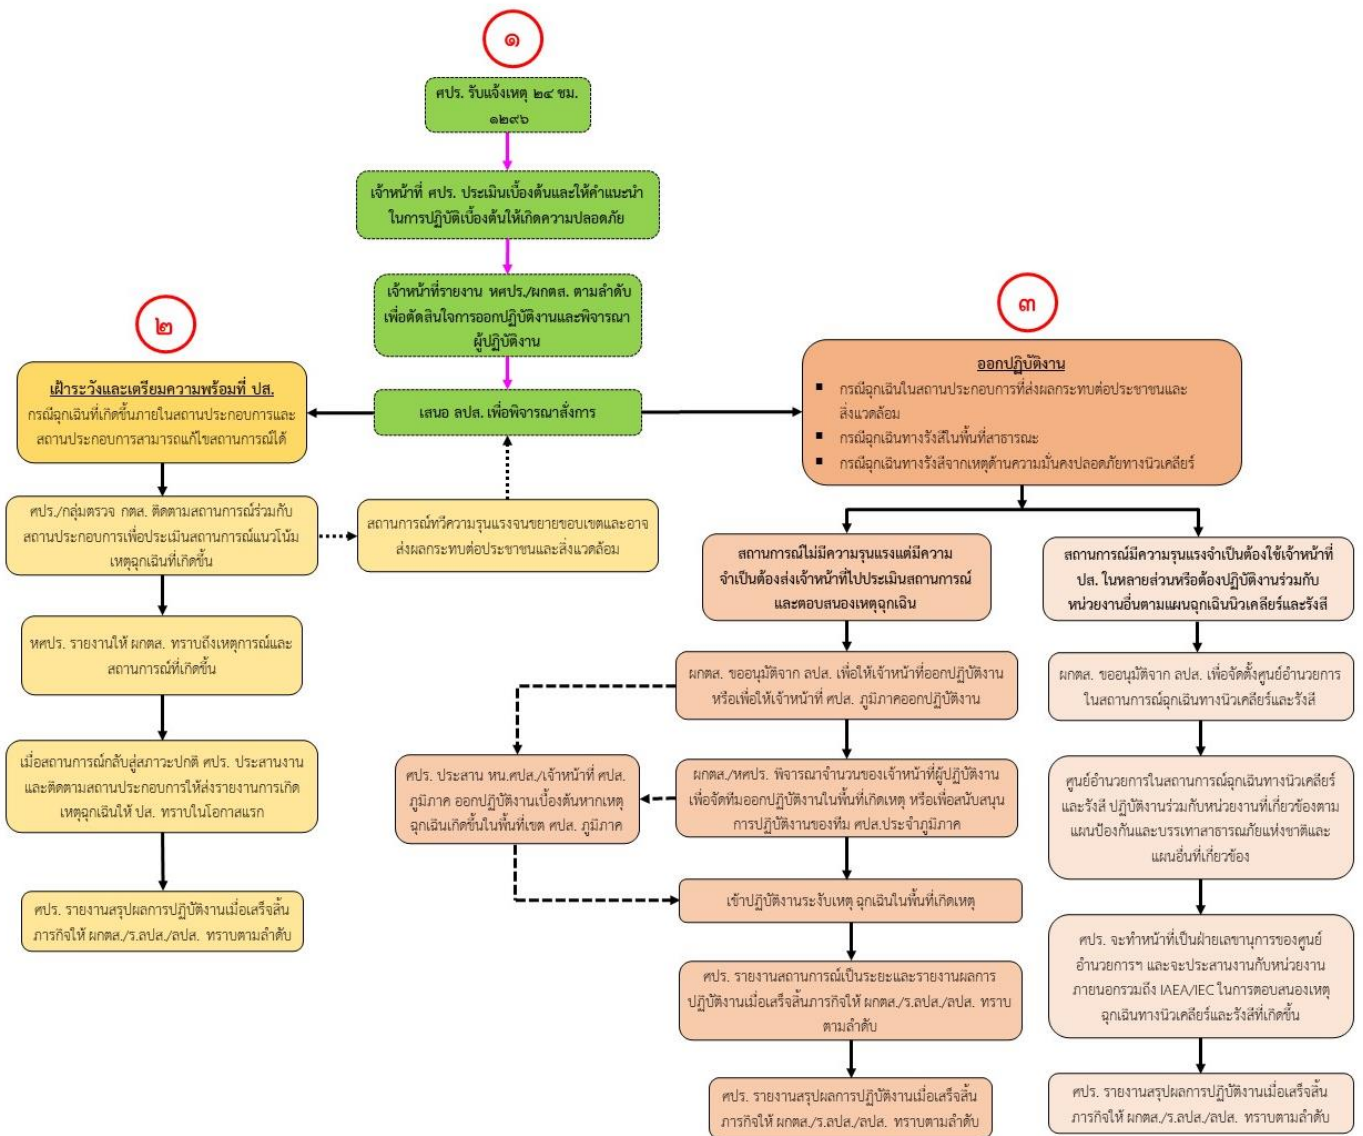 ๑
ศปร. รับแจ้งเหตุ ๒๔ ชม.
๑๒๙๖
เจ้าหน้าที่ ศปร. ประเมินเบื้องต้นและให้คำแนะนำ
ในการปฏิบัติเบื้องต้นให้เกิดความปลอดภัย
เจ้าหน้าที่รายงาน หศปร./ผกตส. ตามลำดับ
เพื่อตัดสินใจการออกปฏิบัติงานและพิจารณา
ผู้ปฏิบัติงาน
เสนอ ลปส. เพื่อพิจารณาสั่งการ
๒
เฝ้าระวังและเตรียมความพร้อมที่ ปส.
กรณีฉุกเฉินที่เกิดขึ้นภายในสถานประกอบการและ
สถานประกอบการสามารถแก้ไขสถานการณ์ได้
ศปร./กลุ่มตรวจ กตส. ติดตามสถานการณ์ร่วมกับ
สถานประกอบการเพื่อประเมินสถานการณ์แนวโน้ม
เหตุฉุกเฉินที่เกิดขึ้น
สถานการณ์ทวีความรุนแรงจนขยายขอบเขตและอาจ
ส่งผลกระทบต่อประชาชนและสิ่งแวดล้อม
หศปร. รายงานให้ ผกตส. ทราบถึงเหตุการณ์และ
สถานการณ์ที่เกิดขึ้น
เมื่อสถานการณ์กลับสู่สภาวะปกติ ศปร. ประสานงาน
และติดตามสถานประกอบการให้ส่งรายงานการเกิด
เหตุฉุกเฉินให้ ปส. ทราบในโอกาสแรก
ศปร. รายงานสรุปผลการปฏิบัติงานเมื่อเสร็จสิ้น
ภารกิจให้ ผกตส./ร.ลปส./ลปส. ทราบตามลำดับ
๓
ออกปฏิบัติงาน
▪ กรณีฉุกเฉินในสถานประกอบการที่ส่งผลกระทบต่อประชาชนและ
สิ่งแวดล้อม
▪ กรณีฉุกเฉินทางรังสีในพื้นที่สาธารณะ
▪ กรณีฉุกเฉินทางรังสีจากเหตุด้านความมั่นคงปลอดภัยทางนิวเคลียร์
สถานการณ์ไม่มีความรุนแรงแต่มีความ
จำเป็นต้องส่งเจ้าหน้าที่ไปประเมินสถานการณ์
และตอบสนองเหตุฉุกเฉิน
ผกตส. ขออนุมัติจาก ลปส. เพื่อให้เจ้าหน้าที่ออกปฏิบัติงาน
หรือเพื่อให้เจ้าหน้าที่ ศปส. ภูมิภาคออกปฏิบัติงาน
ศปร. ประสาน หน.ศปส./เจ้าหน้าที่ ศปส.
ภูมิภาค ออกปฏิบัติงานเบื้องต้นหากเหตุ
ฉุกเฉินเกิดขึ้นในพื้นที่เขต ศปส. ภูมิภาค
ผกตส./หศปร. พิจารณาจำนวนของเจ้าหน้าที่ผู้ปฏิบัติงาน
เพื่อจัดทีมออกปฏิบัติงานในพื้นที่เกิดเหตุ หรือเพื่อสนับสนุน
การปฏิบัติงานของทีม ศปส.ประจำภูมิภาค
เข้าปฏิบัติงานระงับเหตุ ฉุกเฉินในพื้นที่เกิดเหตุ
ศปร. รายงานสถานการณ์เป็นระยะและรายงานผลการ
ปฏิบัติงานเมื่อเสร็จสิ้นภารกิจให้ ผกตส./ร.ลปส./ลปส. ทราบ
ตามลำดับ
ศปร. รายงานสรุปผลการปฏิบัติงานเมื่อเสร็จสิ้น
ภารกิจให้ ผกตส./ร.ลปส./ลปส. ทราบตามลำดับ
สถานการณ์มีความรุนแรงจำเป็นต้องใช้เจ้าหน้าที่
ปส. ในหลายส่วนหรือต้องปฏิบัติงานร่วมกับ
หน่วยงานอื่นตามแผนฉุกเฉินนิวเคลียร์และรังสี
ผกตส. ขออนุมัติจาก ลปส. เพื่อจัดตั้งศูนย์อำนวยการ
ในสถานการณ์ฉุกเฉินทางนิวเคลียร์และรังสี
ศูนย์อำนวยการในสถานการณ์ฉุกเฉินทางนิวเคลียร์
และรังสี ปฏิบัติงานร่วมกับหน่วยงานที่เกี่ยวข้องตาม
แผนป้องกันและบรรเทาสาธารณภัยแห่งชาติและ
แผนอื่นที่เกี่ยวข้อง
ศปร. จะทำหน้าที่เป็นฝ่ายเลขานุการของศูนย์
อำนวยการฯ และจะประสานงานกับหน่วยงาน
ภายนอกรวมถึง IAEA/IEC ในการตอบสนองเหตุ
ฉุกเฉินทางนิวเคลียร์และรังสีที่เกิดขึ้น
ศปร. รายงานสรุปผลการปฏิบัติงานเมื่อเสร็จสิ้น
ภารกิจให้ ผกตส./ร.ลปส./ลปส. ทราบตามลำดับ